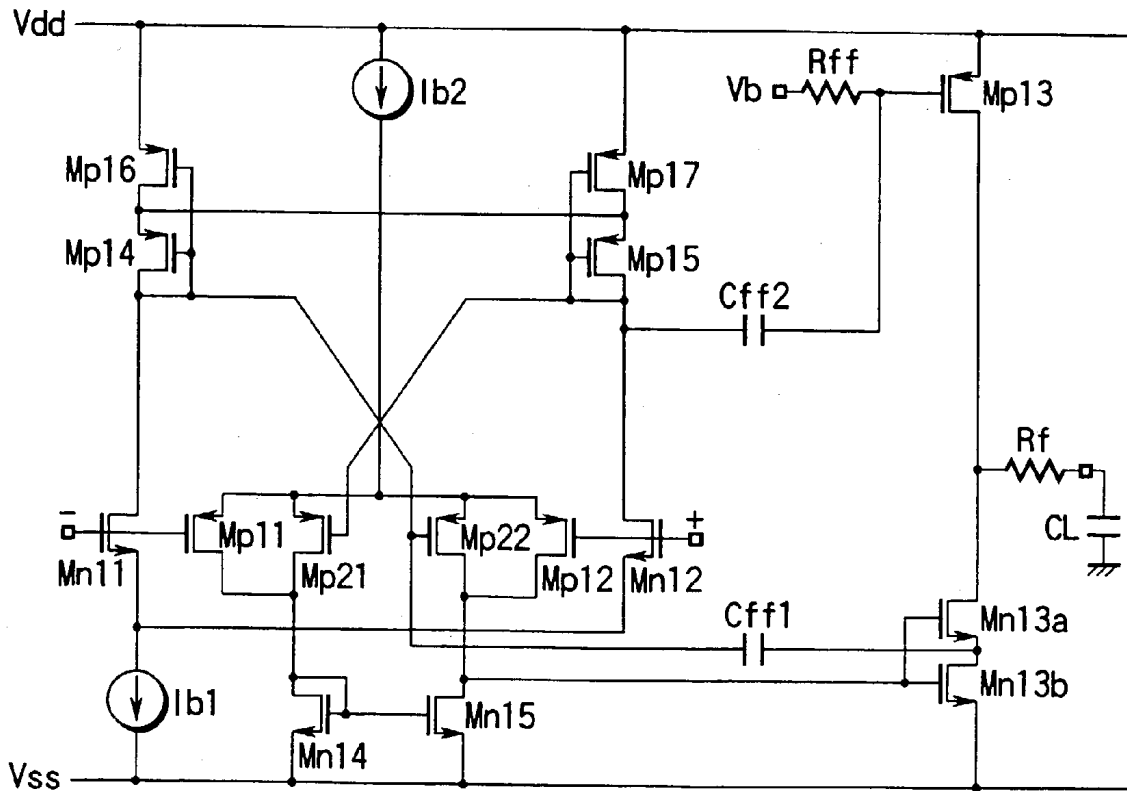 Vdd
Rff
Vb
Ib2
Mp13
Mp16
Mp17
Mp14
Mp15
Cff2
Rf
−
+
Mp11
Mp22
CL
Mn11
Mp21
Mp12
Mn12
Cff1
Mn13a
Mn13b
Ib1
Mn15
Mn14
Vss